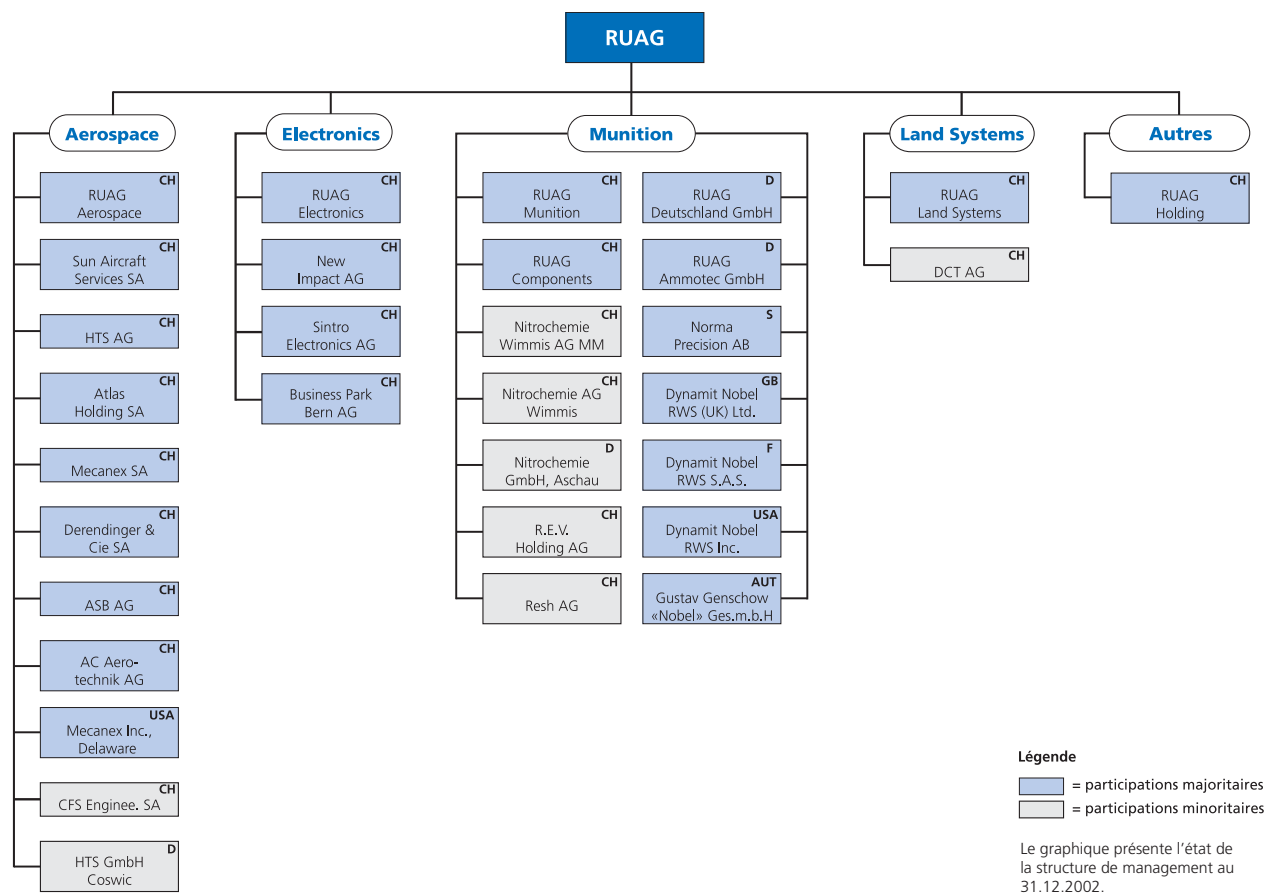 RUAG
Aerospace
CH
RUAG
Aerospace
CH
Sun Aircraft
Services SA
CH
HTS AG
CH
Atlas
Holding SA
CH
Mecanex SA
CH
Derendinger &
Cie SA
CH
ASB AG
CH
AC Aero-
technik AG
USA
Mecanex Inc.,
Delaware
CH
CFS Enginee. SA
D
HTS GmbH
Coswic
Electronics
CH
RUAG
Electronics
CH
New
Impact AG
CH
Sintro
Electronics AG
CH
Business Park
Bern AG
Munition
CH
RUAG
Munition
CH
RUAG
Components
CH
Nitrochemie
Wimmis AG MM
CH
Nitrochemie AG
Wimmis
D
Nitrochemie
GmbH, Aschau
CH
R.E.V.
Holding AG
CH
Resh AG
D
RUAG
Deutschland GmbH
D
RUAG
Ammotec GmbH
S
Norma
Precision AB
GB
Dynamit Nobel
RWS (UK) Ltd.
F
Dynamit Nobel
RWS S.A.S.
USA
Dynamit Nobel
RWS Inc.
AUT
Gustav Genschow
«Nobel» Ges.m.b.H
Land Systems
CH
RUAG
Land Systems
CH
DCT AG
Autres
CH
RUAG
Holding
Légende
= participations majoritaires
= participations minoritaires
Le graphique présente l'état de
la structure de management au
31.12.2002.